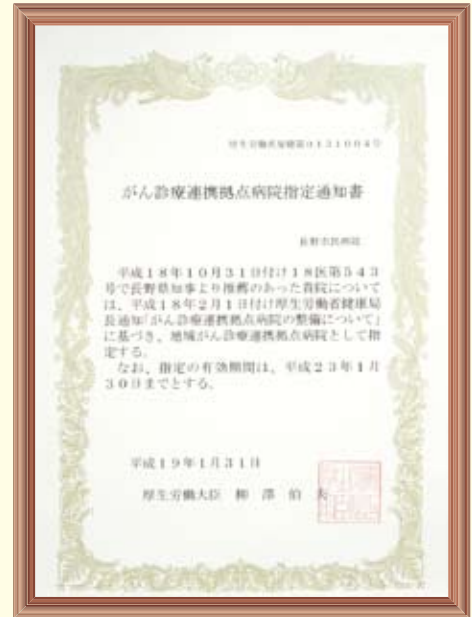 厚生労働省発健第0131004号
がん診療連携拠点病院指定通知書
長野市民病院
平成18年10月31日付け18医第543
号で長野県知事より推薦のあった貴院について
は、平成18年2月1日付け厚生労働省健康局
長通知「がん診療連携拠点病院の整備について」
に基づき、地域がん診療連携拠点病院として指
定する。
なお、指定の有効期間は、平成23年1月
30日までとする。
平成19年1月31日
厚生労働大臣 柳澤伯夫